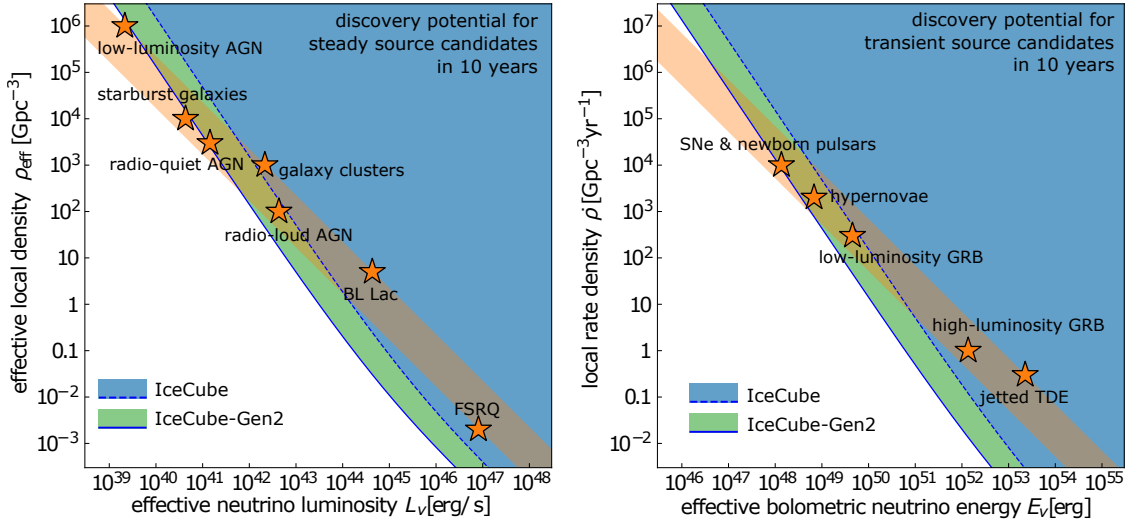 discovery potential for
steady source candidates
in 10 years
effective local density ρeff [Gpc⁻³]
10⁶
10⁵
10⁴
10³
10²
10
1
0.1
10⁻²
10⁻³
low-luminosity AGN
starburst galaxies
radio-quiet AGN
galaxy clusters
radio-loud AGN
BL Lac
FSRQ
IceCube
IceCube-Gen2
10³⁹ 10⁴⁰ 10⁴¹ 10⁴² 10⁴³ 10⁴⁴ 10⁴⁵ 10⁴⁶ 10⁴⁷ 10⁴⁸
effective neutrino luminosity Lν[erg/s]
discovery potential for
transient source candidates
in 10 years
local rate density ρ̇ [Gpc⁻³yr⁻¹]
10⁷
10⁶
10⁵
10⁴
10³
10²
10
1
0.1
10⁻²
SNe & newborn pulsars
hypernovae
low-luminosity GRB
high-luminosity GRB
jetted TDE
IceCube
IceCube-Gen2
10⁴⁶ 10⁴⁷ 10⁴⁸ 10⁴⁹ 10⁵⁰ 10⁵¹ 10⁵² 10⁵³ 10⁵⁴ 10⁵⁵
effective bolometric neutrino energy Eν[erg]